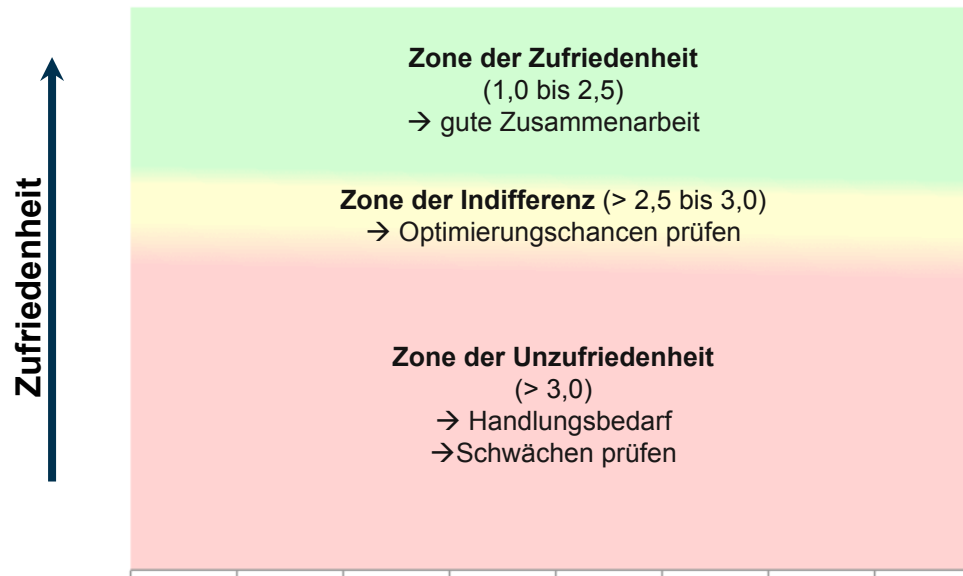 Zufriedenheit
Zone der Zufriedenheit
(1,0 bis 2,5)
→ gute Zusammenarbeit
Zone der Indifferenz (> 2,5 bis 3,0)
→ Optimierungschancen prüfen
Zone der Unzufriedenheit
(> 3,0)
→ Handlungsbedarf
→Schwächen prüfen